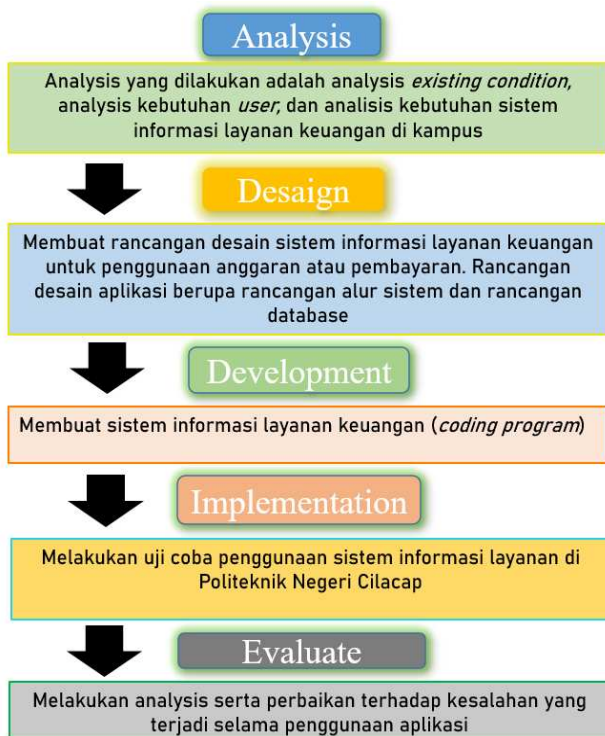 Analysis
Analysis yang dilakukan adalah analysis existing condition,
analysis kebutuhan user, dan analisis kebutuhan sistem
informasi layanan keuangan di kampus
Desaign
Membuat rancangan desain sistem informasi layanan keuangan
untuk penggunaan anggaran atau pembayaran. Rancangan
desain aplikasi berupa rancangan alur sistem dan rancangan
database
Development
Membuat sistem informasi layanan keuangan (coding program)
Implementation
Melakukan uji coba penggunaan sistem informasi layanan di
Politeknik Negeri Cilacap
Evaluate
Melakukan analysis serta perbaikan terhadap kesalahan yang
terjadi selama penggunaan aplikasi